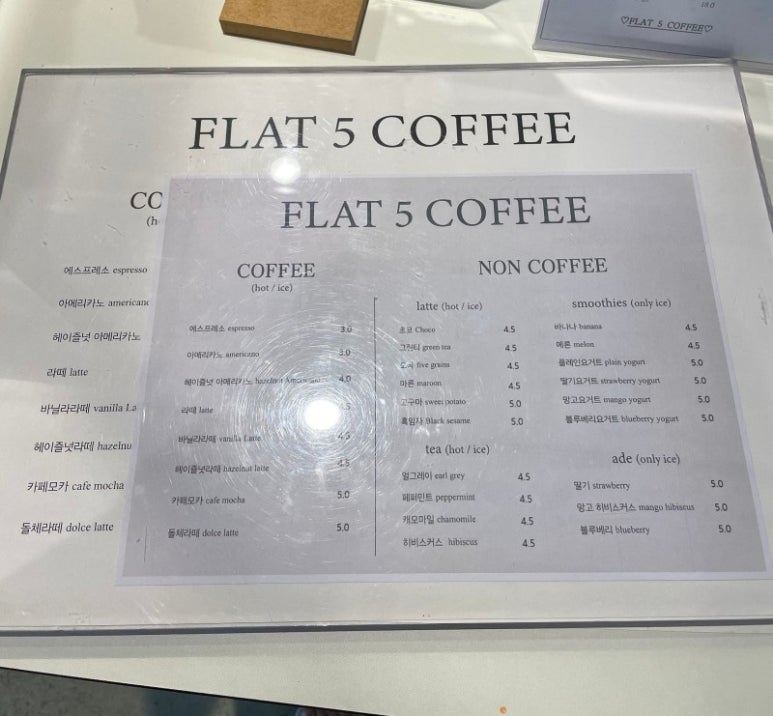 18.0
♡FLAT 5 COFFEE♡
FLAT 5 COFFEE
CO
(h
에스프레소 espresso
아메리카노 americano
헤이즐넛 아메리카노
라떼 latte
바닐라라떼 vanilla La
헤이즐넛라떼 hazelnu
카페모카 cafe mocha
돌체라떼 dolce latte
FLAT 5 COFFEE
COFFEE
(hot / ice)
에스프레소 espresso 3.0
아메리카노 americano 3.0
헤이즐넛 아메리카노 hazelnut Americano 4.0
라떼 latte
바닐라라떼 vanilla Latte 4.5
헤이즐넛라떼 hazelnut latte 4.5
카페모카 cafe mocha 5.0
돌체라떼 dolce latte 5.0
NON COFFEE
latte (hot / ice)
초코 Choco 4.5
그린티 green tea 4.5
오곡 five grains 4.5
마론 maroon 4.5
고구마 sweet potato 5.0
흑임자 Black sesame 5.0
tea (hot / ice)
얼그레이 earl grey 4.5
페퍼민트 peppermint 4.5
캐모마일 chamomile 4.5
히비스커스 hibiscus 4.5
smoothies (only ice)
바나나 banana 4.5
메론 melon 4.5
플레인요거트 plain yogurt 5.0
딸기요거트 strawberry yogurt 5.0
망고요거트 mango yogurt 5.0
블루베리요거트 blueberry yogurt 5.0
ade (only ice)
딸기 strawberry 5.0
망고 히비스커스 mango hibiscus 5.0
블루베리 blueberry 5.0